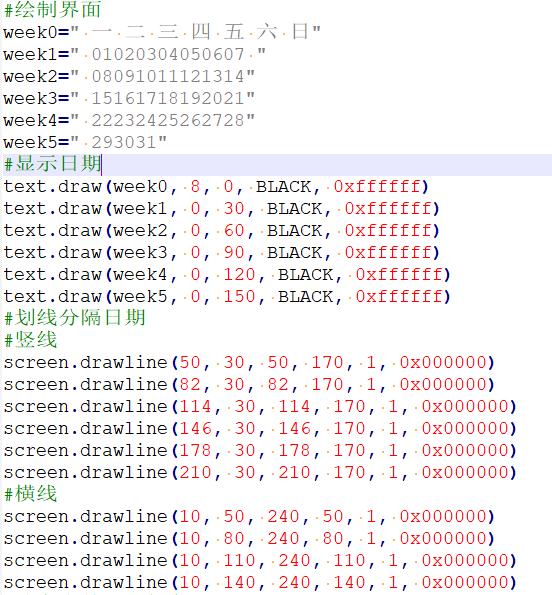 #绘制界面
week0=" 一 二 三 四 五 六 日"
week1=" 01020304050607 "
week2=" 08091011121314"
week3=" 15161718192021"
week4=" 22232425262728"
week5=" 293031"
#显示日期
text.draw(week0, 8, 0, BLACK, 0xffffff)
text.draw(week1, 0, 30, BLACK, 0xffffff)
text.draw(week2, 0, 60, BLACK, 0xffffff)
text.draw(week3, 0, 90, BLACK, 0xffffff)
text.draw(week4, 0, 120, BLACK, 0xffffff)
text.draw(week5, 0, 150, BLACK, 0xffffff)
#划线分隔日期
#竖线
screen.drawline(50, 30, 50, 170, 1, 0x000000)
screen.drawline(82, 30, 82, 170, 1, 0x000000)
screen.drawline(114, 30, 114, 170, 1, 0x000000)
screen.drawline(146, 30, 146, 170, 1, 0x000000)
screen.drawline(178, 30, 178, 170, 1, 0x000000)
screen.drawline(210, 30, 210, 170, 1, 0x000000)
#横线
screen.drawline(10, 50, 240, 50, 1, 0x000000)
screen.drawline(10, 80, 240, 80, 1, 0x000000)
screen.drawline(10, 110, 240, 110, 1, 0x000000)
screen.drawline(10, 140, 240, 140, 1, 0x000000)